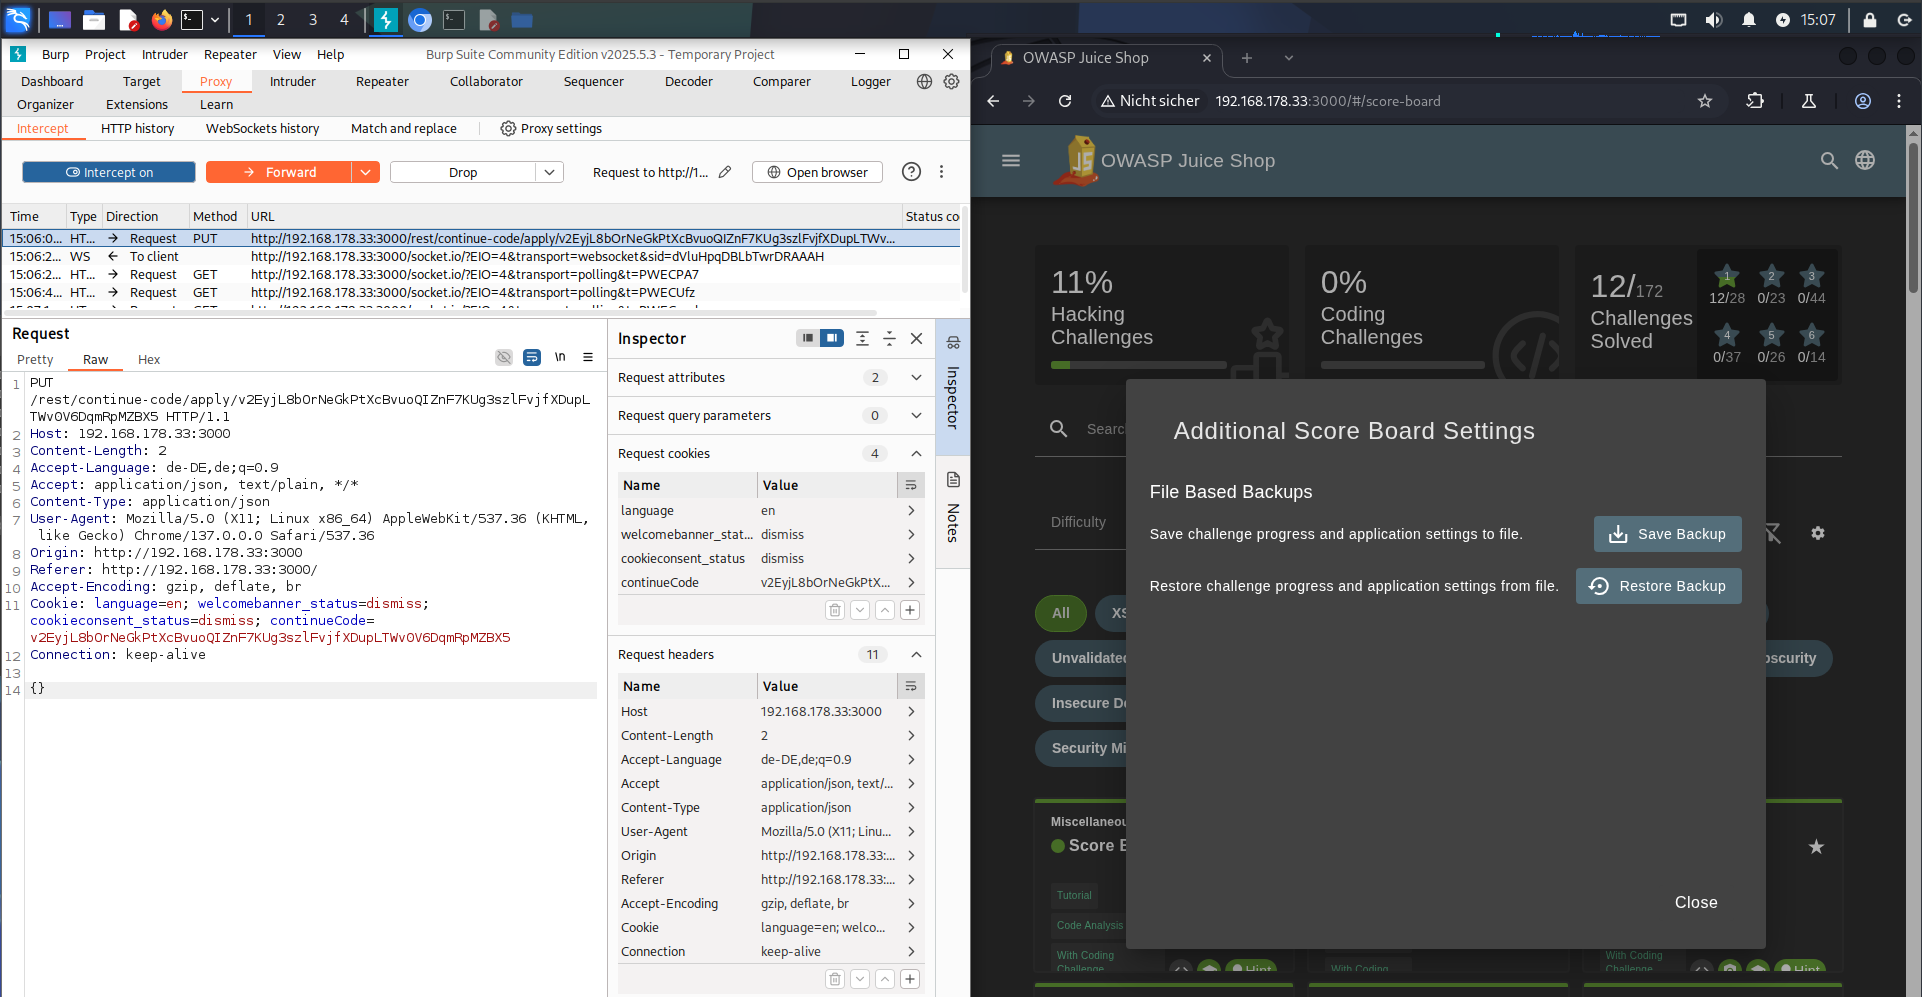 1 2 3 4
15:07
Burp Project Intruder Repeater View Help
Burp Suite Community Edition v2025.5.3 - Temporary Project
Dashboard Target Proxy Intruder Repeater Collaborator Sequencer Decoder Comparer Logger
Organizer Extensions Learn
Intercept HTTP history WebSockets history Match and replace Proxy settings
Intercept on Forward Drop Request to http://1... Open browser
Time Type Direction Method URL Status co
15:06:0... HT... Request PUT http://192.168.178.33:3000/rest/continue-code/apply/v2EyjL8bOrNeGkPtXcBvuoQIZnF7KUg3szlFvjfXDupLTWv...
15:06:2... WS To client http://192.168.178.33:3000/socket.io/?EIO=4&transport=websocket&sid=dVluHpqDBLbTwrDRAAAH
15:06:2... HT... Request GET http://192.168.178.33:3000/socket.io/?EIO=4&transport=polling&t=PWECPA7
15:06:4... HT... Request GET http://192.168.178.33:3000/socket.io/?EIO=4&transport=polling&t=PWECUfz
Request
Pretty Raw Hex \n
1 PUT
/rest/continue-code/apply/v2EyjL8bOrNeGkPtXcBvuoQIZnF7KUg3szlFvjfXDupL
TWv0V6DqmRpMZBX5 HTTP/1.1
2 Host: 192.168.178.33:3000
3 Content-Length: 2
4 Accept-Language: de-DE,de;q=0.9
5 Accept: application/json, text/plain, */*
6 Content-Type: application/json
7 User-Agent: Mozilla/5.0 (X11; Linux x86_64) AppleWebKit/537.36 (KHTML,
like Gecko) Chrome/137.0.0.0 Safari/537.36
8 Origin: http://192.168.178.33:3000
9 Referer: http://192.168.178.33:3000/
10 Accept-Encoding: gzip, deflate, br
11 Cookie: language=en; welcomebanner_status=dismiss;
cookieconsent_status=dismiss; continueCode=
v2EyjL8bOrNeGkPtXcBvuoQIZnF7KUg3szlFvjfXDupLTWv0V6DqmRpMZBX5
12 Connection: keep-alive
13
14 {}
Inspector
Request attributes 2
Request query parameters 0
Request cookies 4
Name Value
language en
welcomebanner_stat... dismiss
cookieconsent_status dismiss
continueCode v2EyjL8bOrNeGkPtX...
Request headers 11
Name Value
Host 192.168.178.33:3000
Content-Length 2
Accept-Language de-DE,de;q=0.9
Accept application/json, text/...
Content-Type application/json
User-Agent Mozilla/5.0 (X11; Linu...
Origin http://192.168.178.33:...
Referer http://192.168.178.33:...
Accept-Encoding gzip, deflate, br
Cookie language=en; welco...
Connection keep-alive
Inspector
Notes
OWASP Juice Shop
Nicht sicher 192.168.178.33:3000/#/score-board
OWASP Juice Shop
11%
Hacking
Challenges
0%
Coding
Challenges
12/172
Challenges
Solved
1 2 3
12/28 0/23 0/44
4 5 6
0/37 0/26 0/14
Searc
Difficulty
All XS
Unvalidated
bscurity
Insecure De
Security Mi
Additional Score Board Settings
File Based Backups
Save challenge progress and application settings to file.
Save Backup
Restore challenge progress and application settings from file.
Restore Backup
Close
Miscellaneou
Score B
Tutorial
Code Analysis
With Coding
Challenge
Hint
With Coding
With Coding
Challenge
Hint